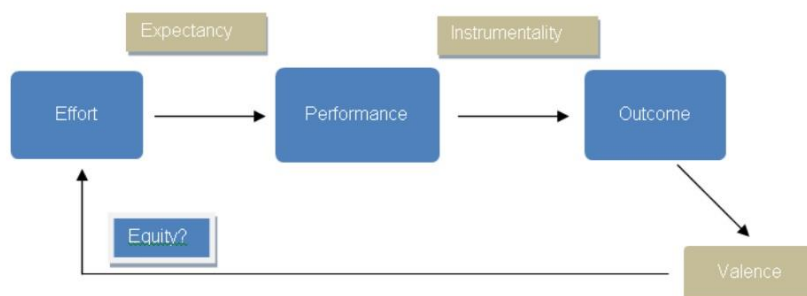 Expectancy
Instrumentality
Effort
Performance
Outcome
Equity?
Valence